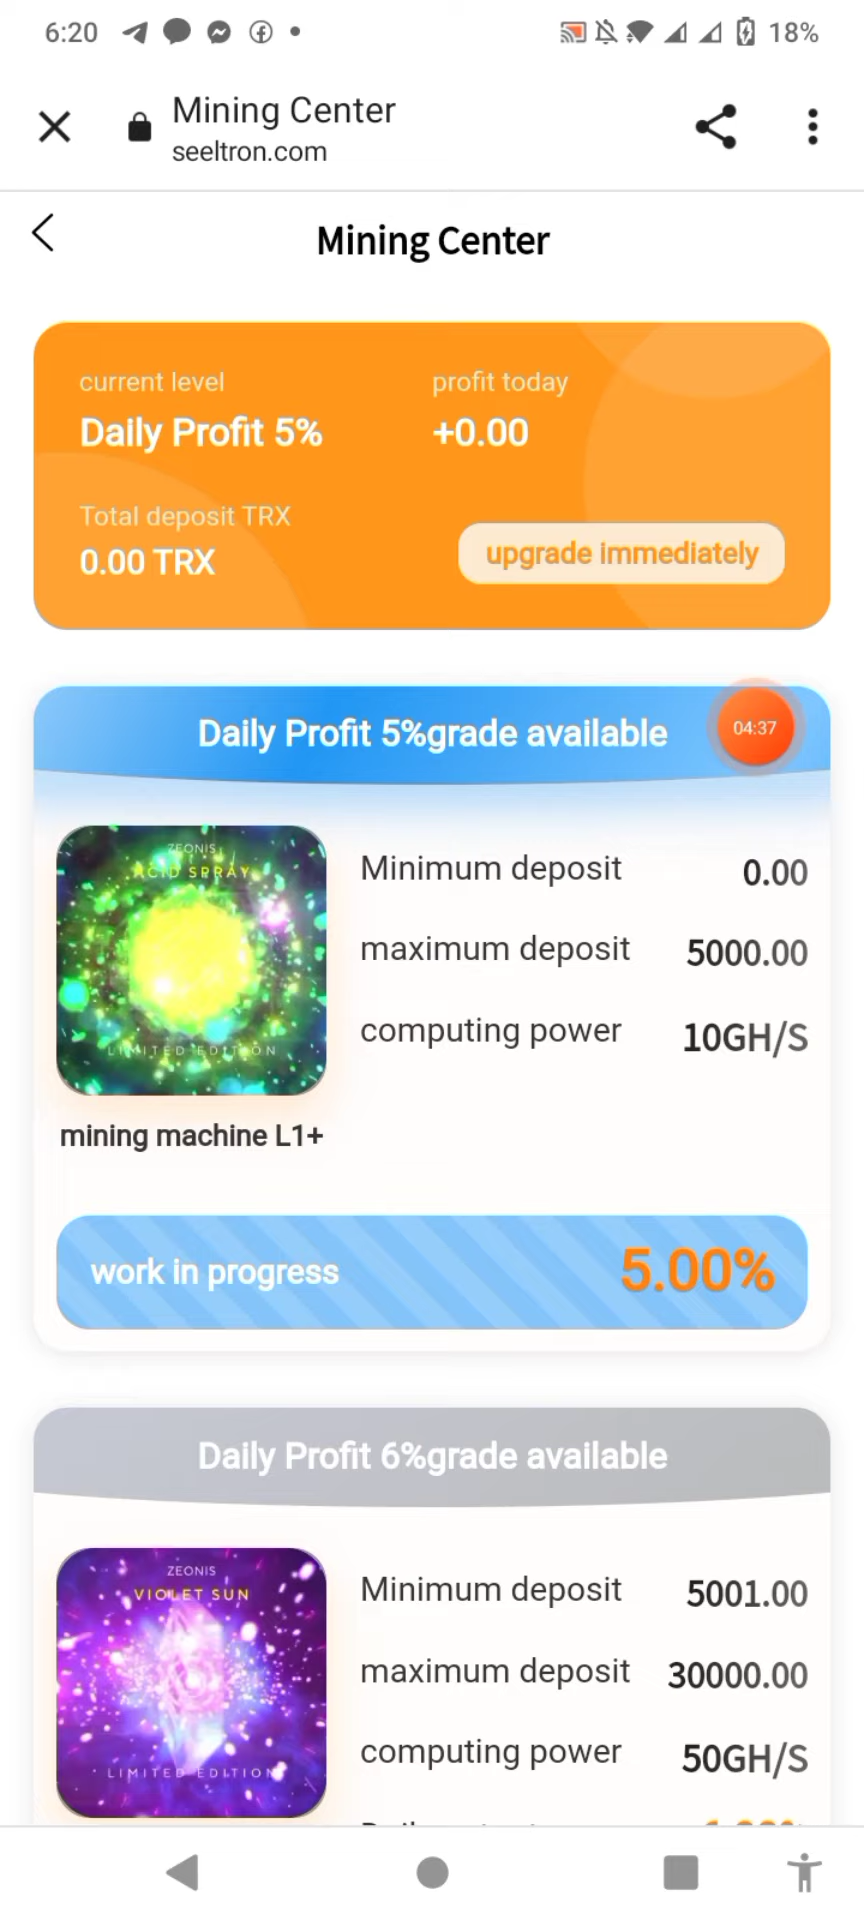 6:20
18%
Mining Center
seeltron.com
Mining Center
current level
profit today
Daily Profit 5%
+0.00
Total deposit TRX
0.00 TRX
upgrade immediately
Daily Profit 5%grade available
04:37
ZEONIS
ACID SPRAY
LIMITED EDITION
Minimum deposit
0.00
maximum deposit
5000.00
computing power
10GH/S
mining machine L1+
work in progress
5.00%
Daily Profit 6%grade available
ZEONIS
VIOLET SUN
LIMITED EDITION
Minimum deposit
5001.00
maximum deposit
30000.00
computing power
50GH/S